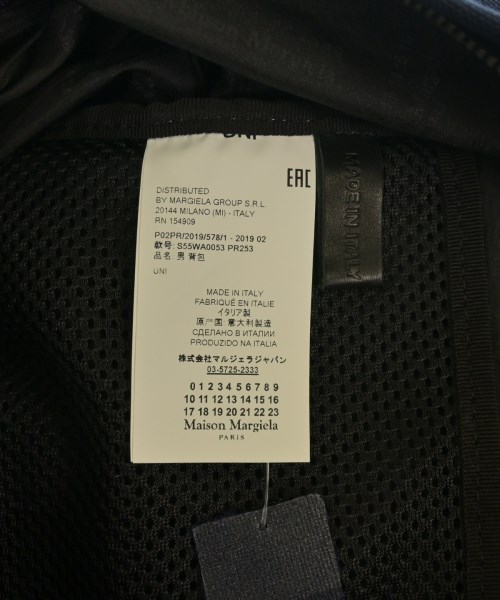 UNI
EAC
DISTRIBUTED
BY MARGIELA GROUP S.R.L.
20144 MILANO (MI) - ITALY
RN 154909
P02PR/2019/578/1 - 2019 02
款号: S55WA0053 PR253
品名: 男 背包
UNI
MADE IN ITALY
FABRIQUÉ EN ITALIE
イタリア製
原产国 意大利製造
СДЕЛАНО В ИТАЛИИ
PRODUZIDO NA ITALIA
株式会社マルジェラジャパン
03-5725-2333
0 1 2 3 4 5 6 7 8 9
10 11 12 13 14 15 16
17 18 19 20 21 22 23
Maison Margiela
PARIS
MADE IN ITALY